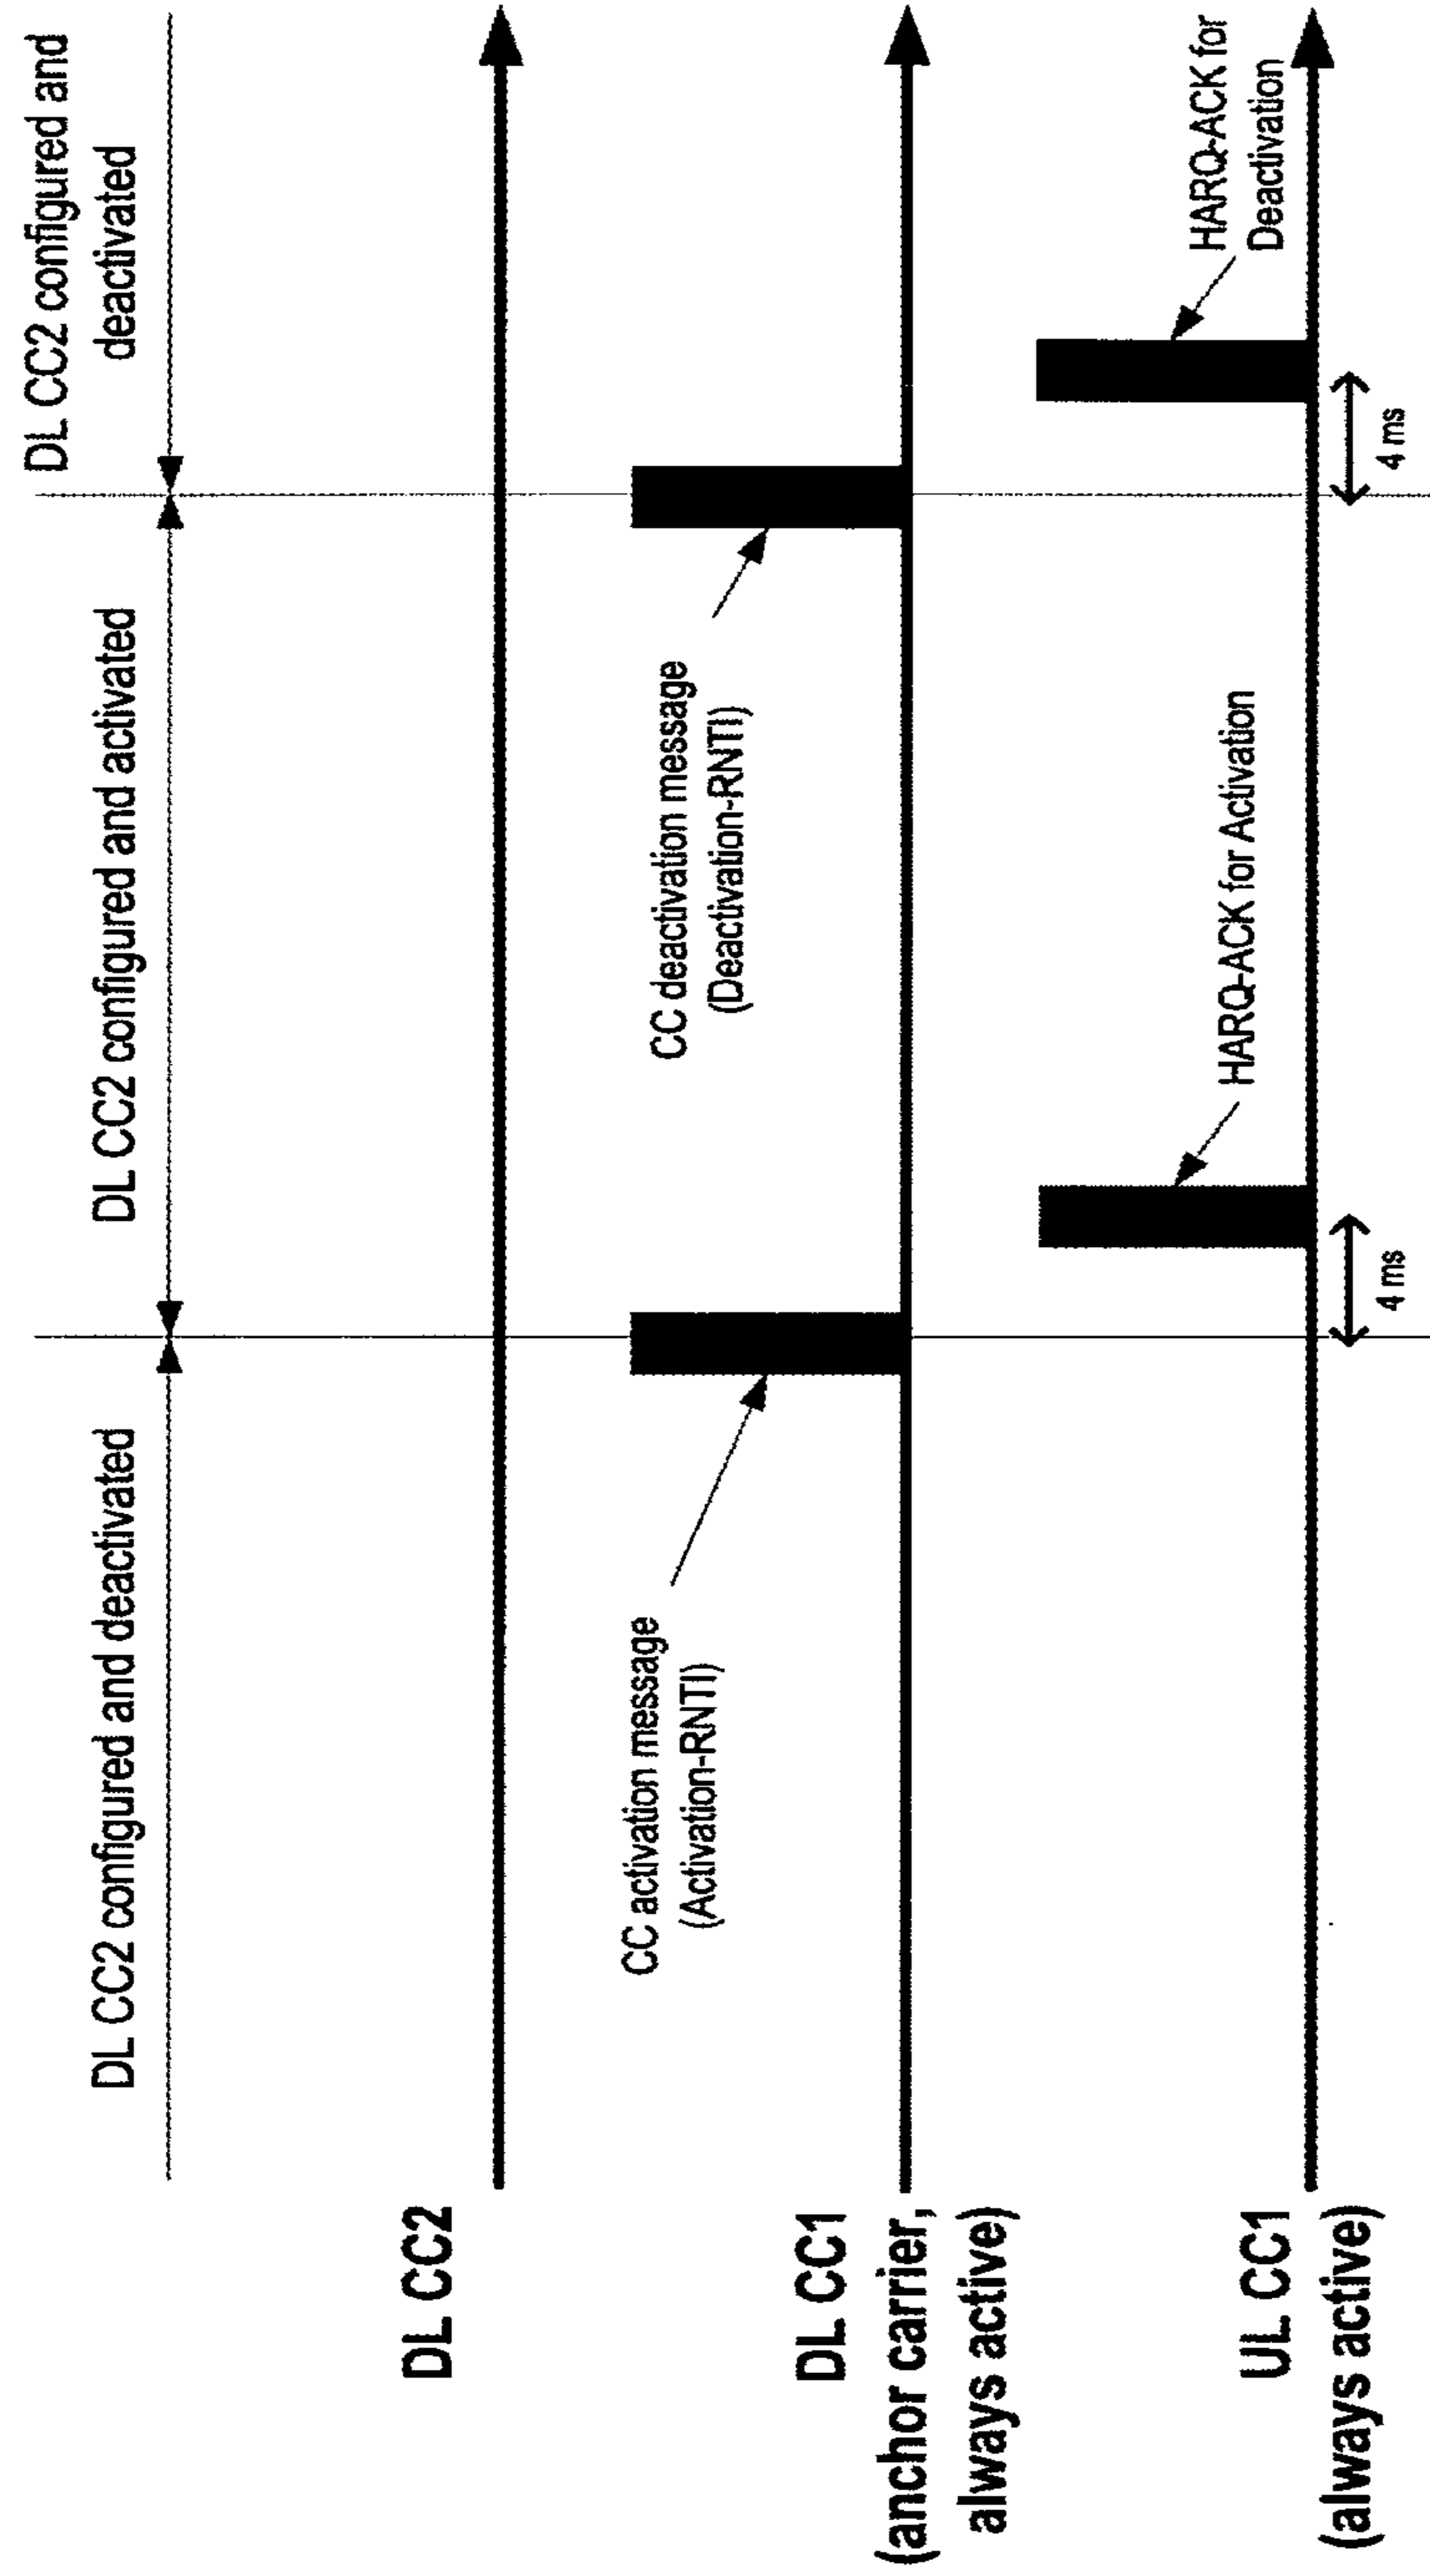 DL CC2 configured and deactivated
DL CC2 configured and activated
DL CC2 configured and
deactivated
DL CC2
CC activation message
(Activation-RNTI)
CC deactivation message
(Deactivation-RNTI)
DL CC1
(anchor carrier,
always active)
HARQ-ACK for Activation
HARQ-ACK for
Deactivation
UL CC1
(always active)
4 ms
4 ms